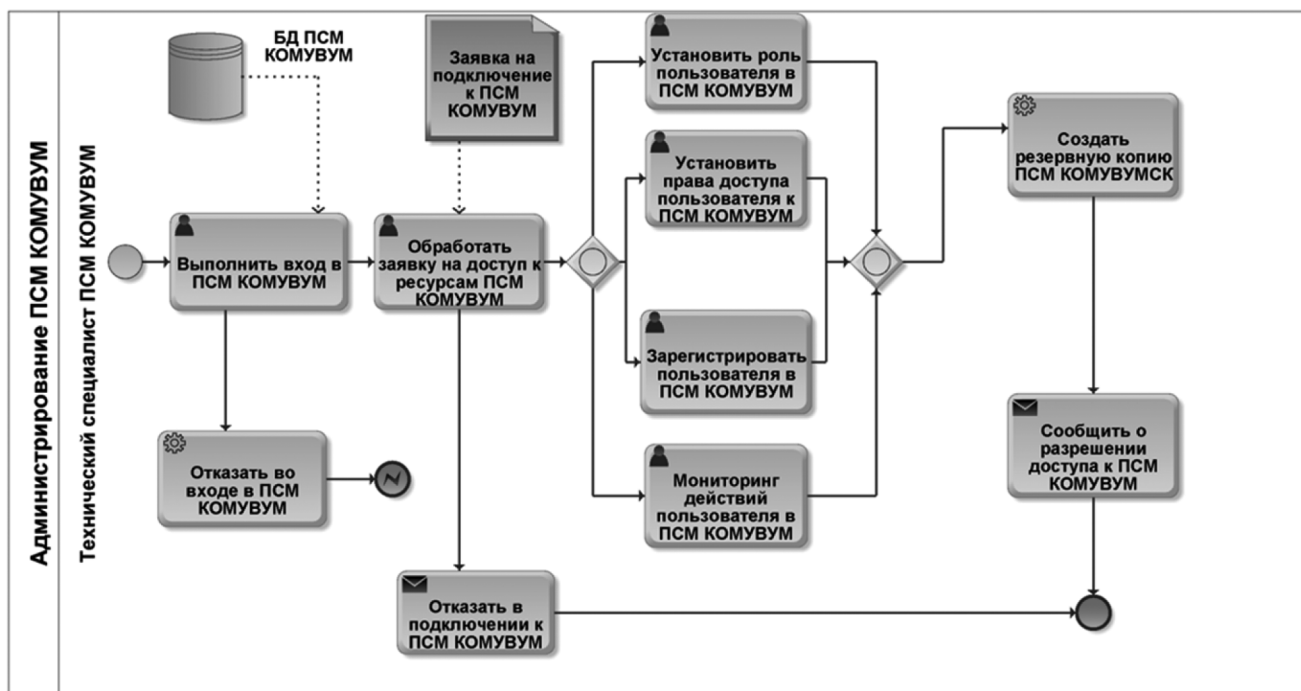 Администрирование ПСМ КОМУВУМ
Технический специалист ПСМ КОМУВУМ
БД ПСМ
КОМУВУМ
Заявка на
подключение
к ПСМ
КОМУВУМ
Выполнить вход в
ПСМ КОМУВУМ
Обработать
заявку на доступ к
ресурсам ПСМ
КОМУВУМ
Установить роль
пользователя в
ПСМ КОМУВУМ
Установить
права доступа
пользователя к
ПСМ КОМУВУМ
Зарегистрировать
пользователя в
ПСМ КОМУВУМ
Мониторинг
действий
пользователя в
ПСМ КОМУВУМ
Создать
резервную копию
ПСМ КОМУВУМСК
Сообщить о
разрешении
доступа к ПСМ
КОМУВУМ
Отказать во
входе в ПСМ
КОМУВУМ
Отказать в
подключении к
ПСМ КОМУВУМ